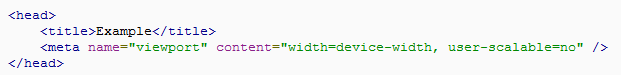 <head>
    <title>Example</title>
    <meta name="viewport" content="width=device-width, user-scalable=no" />
</head>